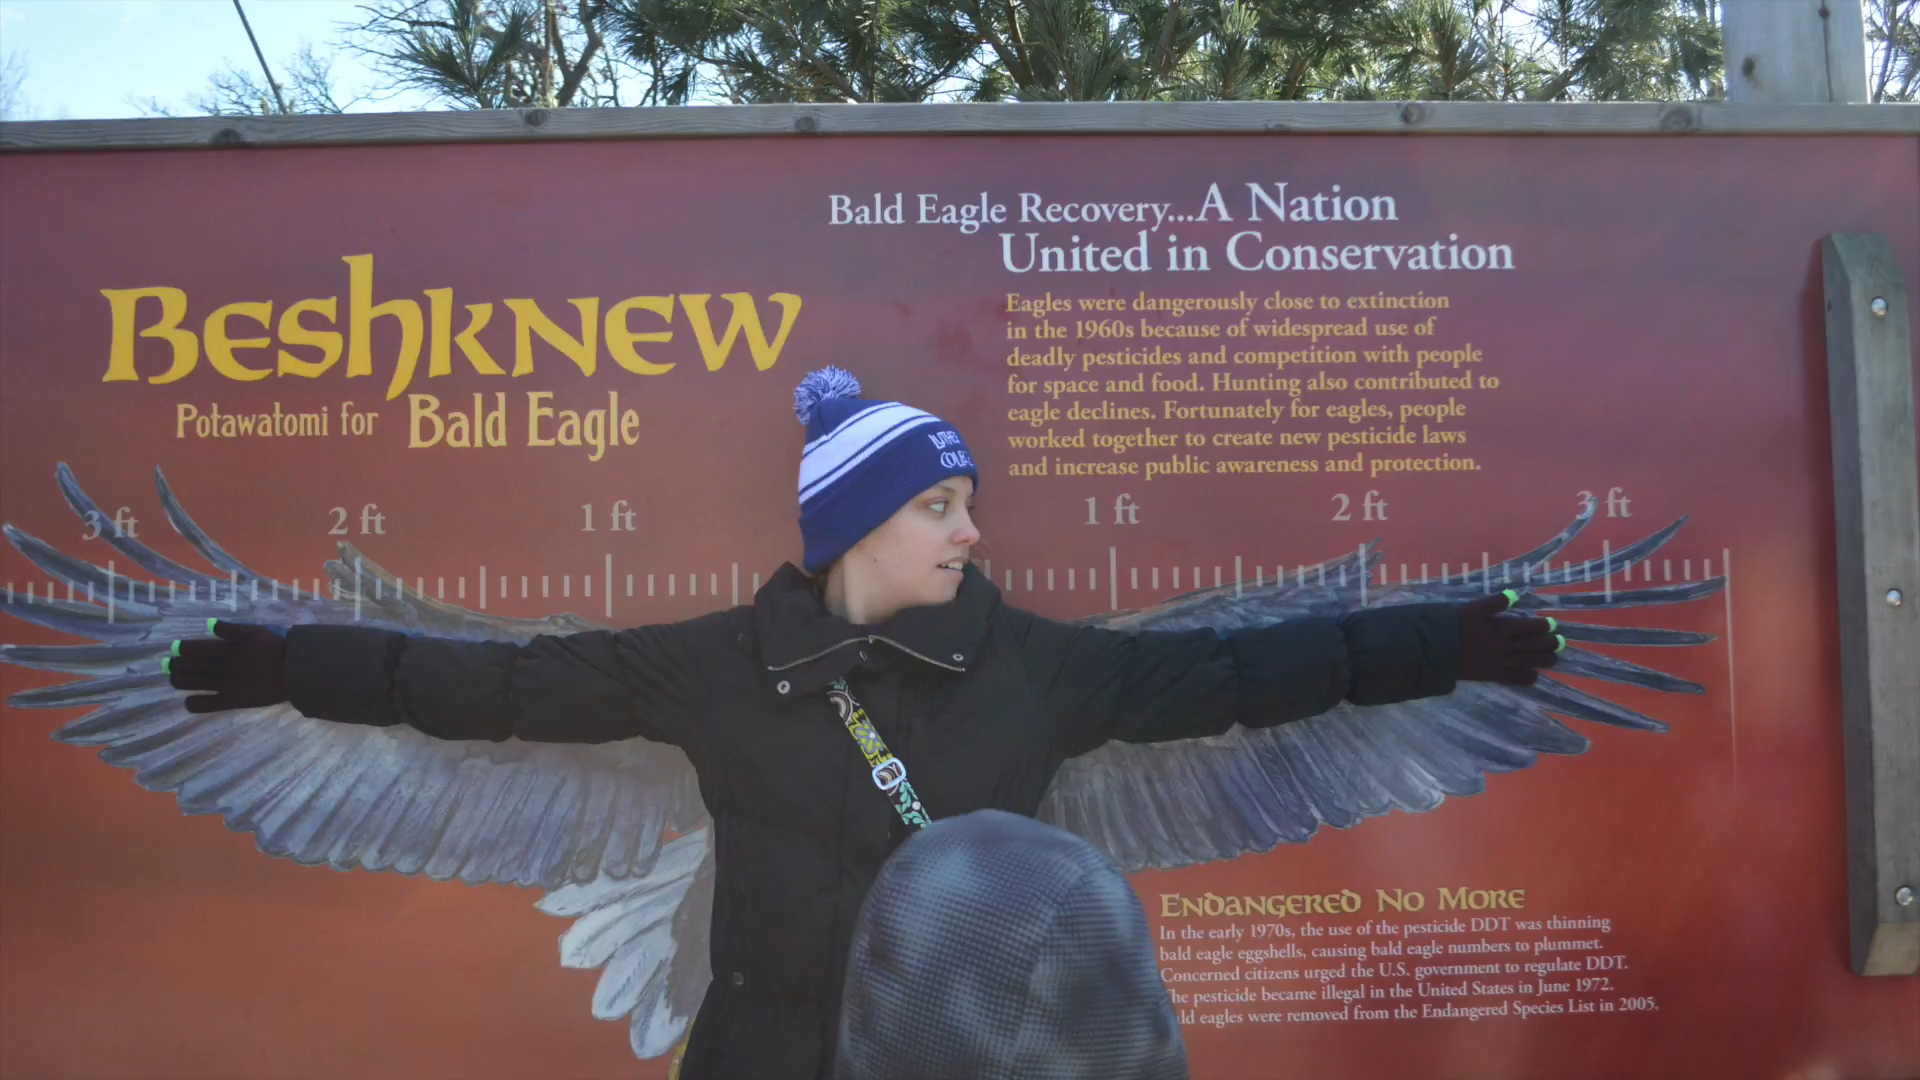 Bald Eagle Recovery...A Nation
United in Conservation
Beshknew
Potawatomi for Bald Eagle
Eagles were dangerously close to extinction
in the 1960s because of widespread use of
deadly pesticides and competition with people
for space and food. Hunting also contributed to
eagle declines. Fortunately for eagles, people
worked together to create new pesticide laws
and increase public awareness and protection.
3 ft 2 ft 1 ft 1 ft 2 ft 3 ft
Endangered No More
In the early 1970s, the use of the pesticide DDT was thinning
bald eagle eggshells, causing bald eagle numbers to plummet.
Concerned citizens urged the U.S. government to regulate DDT.
The pesticide became illegal in the United States in June 1972.
ald eagles were removed from the Endangered Species List in 2005.